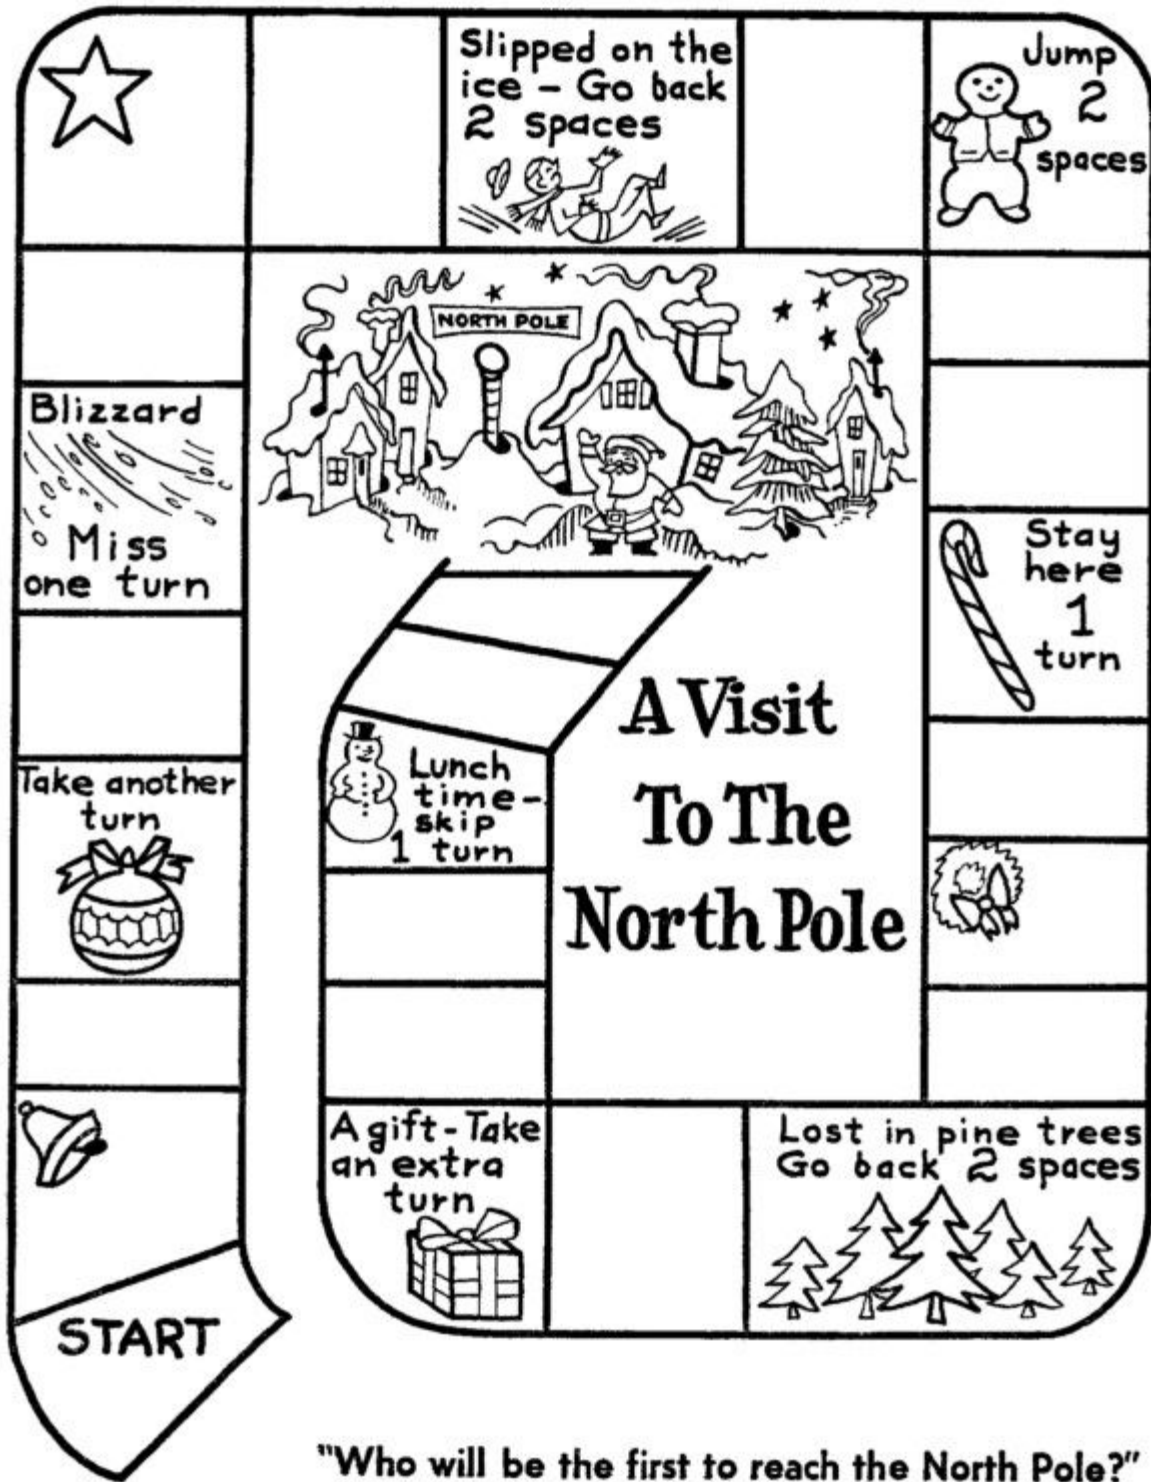 Slipped on the
ice – Go back
2 spaces
Jump
2
spaces
NORTH POLE
Blizzard
Miss
one turn
Stay
here
1
turn
A Visit
To The
North Pole
Lunch
time-
skip
1 turn
Take another
turn
A gift - Take
an extra
turn
Lost in pine trees
Go back 2 spaces
START
"Who will be the first to reach the North Pole?"